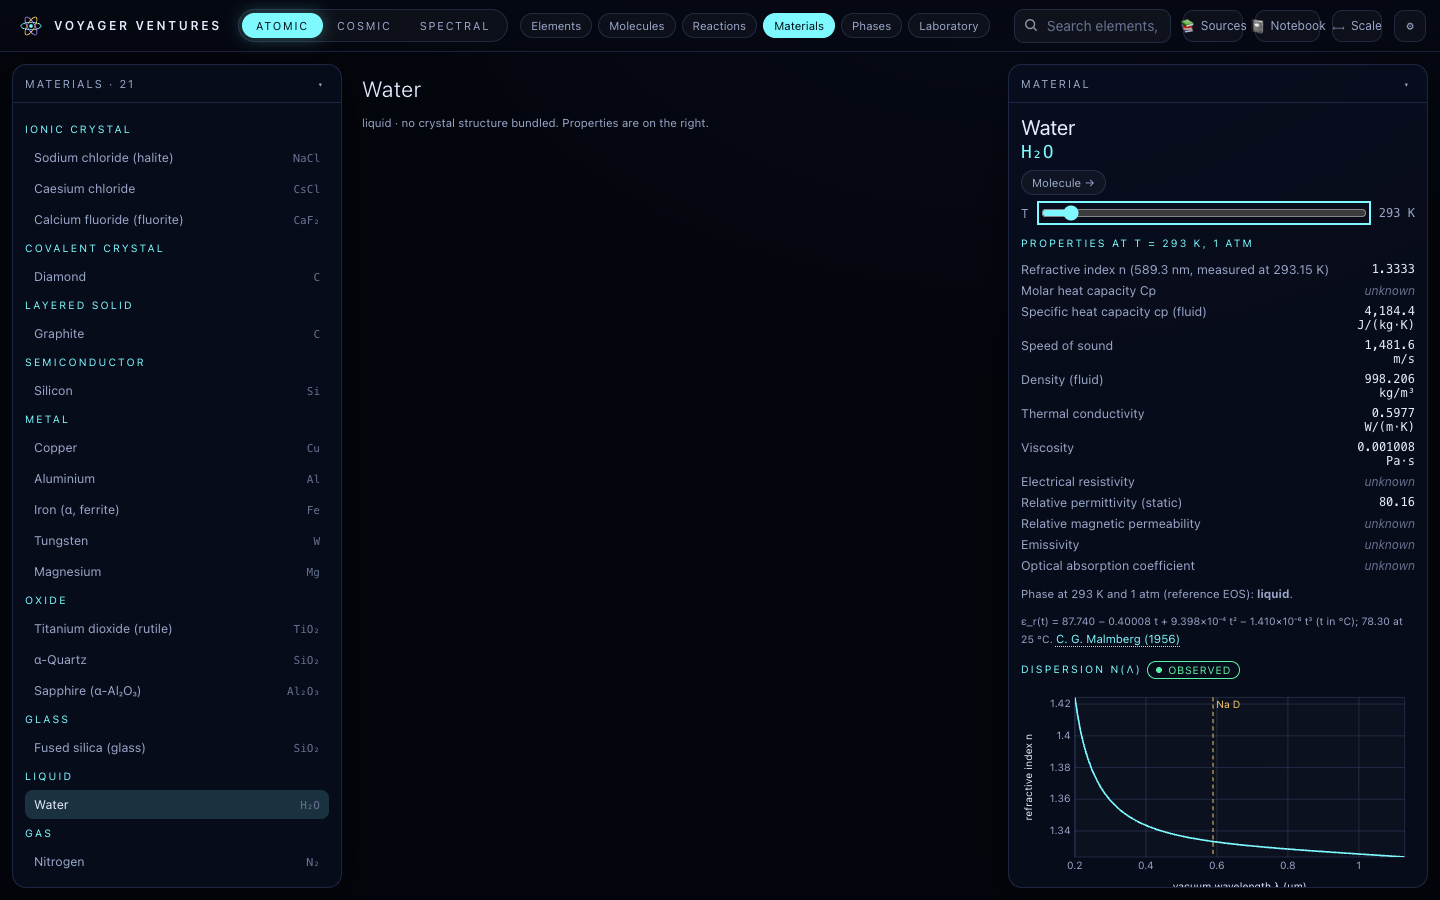 VOYAGER VENTURES
ATOMIC COSMIC SPECTRAL
Elements Molecules Reactions Materials Phases Laboratory
Search elements,
📚 Sources 📓 Notebook Scale ⚙
MATERIALS · 21 ▾
IONIC CRYSTAL
Sodium chloride (halite) NaCl
Caesium chloride CsCl
Calcium fluoride (fluorite) CaF₂
COVALENT CRYSTAL
Diamond C
LAYERED SOLID
Graphite C
SEMICONDUCTOR
Silicon Si
METAL
Copper Cu
Aluminium Al
Iron (α, ferrite) Fe
Tungsten W
Magnesium Mg
OXIDE
Titanium dioxide (rutile) TiO₂
α-Quartz SiO₂
Sapphire (α-Al₂O₃) Al₂O₃
GLASS
Fused silica (glass) SiO₂
LIQUID
Water H₂O
GAS
Nitrogen N₂
Water
liquid · no crystal structure bundled. Properties are on the right.
MATERIAL ▾
Water
H₂O
Molecule →
T 293 K
PROPERTIES AT T = 293 K, 1 ATM
Refractive index n (589.3 nm, measured at 293.15 K) 1.3333
Molar heat capacity Cp unknown
Specific heat capacity cp (fluid) 4,184.4
J/(kg·K)
Speed of sound 1,481.6
m/s
Density (fluid) 998.206
kg/m³
Thermal conductivity 0.5977
W/(m·K)
Viscosity 0.001008
Pa·s
Electrical resistivity unknown
Relative permittivity (static) 80.16
Relative magnetic permeability unknown
Emissivity unknown
Optical absorption coefficient unknown
Phase at 293 K and 1 atm (reference EOS): liquid.
ε_r(t) = 87.740 − 0.40008 t + 9.398×10⁻⁴ t² − 1.410×10⁻⁶ t³ (t in °C); 78.30 at
25 °C. C. G. Malmberg (1956)
DISPERSION N(Λ) ● OBSERVED
Na D
1.42
1.4
1.38
1.36
1.34
refractive index n
0.2 0.4 0.6 0.8 1
vacuum wavelength λ (μm)